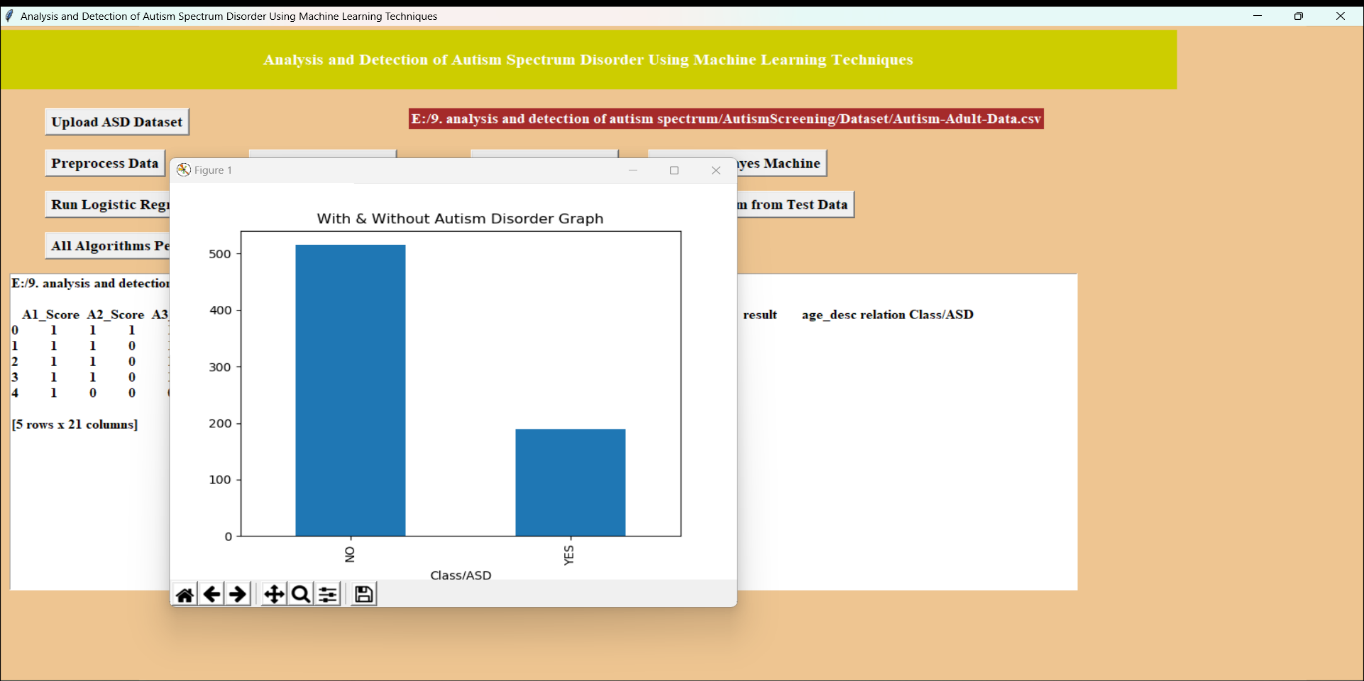 Analysis and Detection of Autism Spectrum Disorder Using Machine Learning Techniques
Analysis and Detection of Autism Spectrum Disorder Using Machine Learning Techniques
Upload ASD Dataset
E:/9. analysis and detection of autism spectrum/AutismScreening/Dataset/Autism-Adult-Data.csv
Preprocess Data
Machine
Run Logistic
from Test Data
All Algorithms
E:/9. analysis and
A1_Score A2_Score result age_desc relation Class/ASD
0 1 1 1
1 1 1 0
2 1 1 0
3 1 1 0
4 1 0 0
[5 rows x 21 columns]
Figure 1
With & Without Autism Disorder Graph
500
400
300
200
100
0
NO
YES
Class/ASD